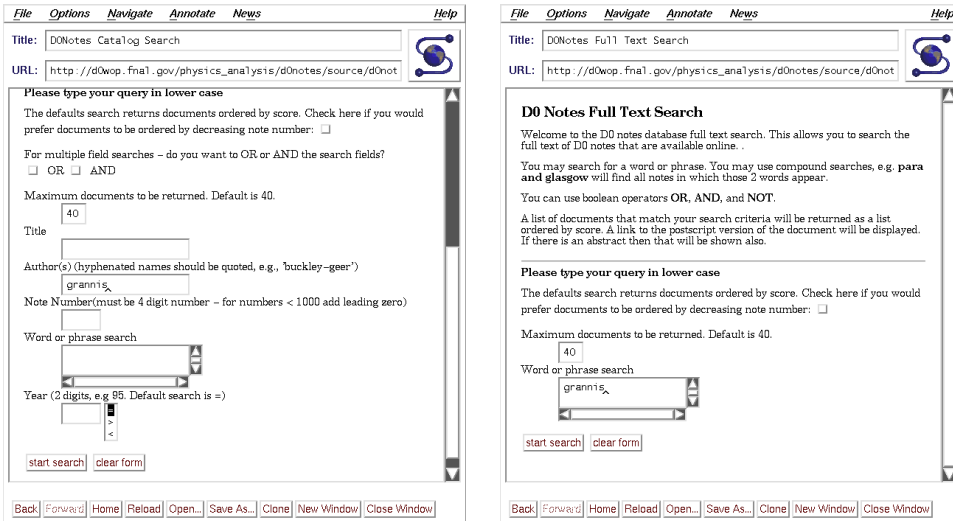 File Options Navigate Annotate News Help
Title: D0Notes Catalog Search
URL: http://d0wop.fnal.gov/physics_analysis/d0notes/source/d0not
Please type your query in lower case
The defaults search returns documents ordered by score. Check here if you would
prefer documents to be ordered by decreasing note number:
For multiple field searches – do you want to OR or AND the search fields?
OR AND
Maximum documents to be returned. Default is 40.
40
Title
Author(s) (hyphenated names should be quoted, e.g., 'buckley-geer')
grannis
Note Number(must be 4 digit number – for numbers < 1000 add leading zero)
Word or phrase search
Year (2 digits, e.g 95. Default search is =)
=
>
<
start search clear form
Back Forward Home Reload Open... Save As... Clone New Window Close Window
File Options Navigate Annotate News Help
Title: D0Notes Full Text Search
URL: http://d0wop.fnal.gov/physics_analysis/d0notes/source/d0not
D0 Notes Full Text Search
Welcome to the D0 notes database full text search. This allows you to search the
full text of D0 notes that are available online. .
You may search for a word or phrase. You may use compound searches, e.g. para
and glasgow will find all notes in which those 2 words appear.
You can use boolean operators OR, AND, and NOT.
A list of documents that match your search criteria will be returned as a list
ordered by score. A link to the postscript version of the document will be displayed.
If there is an abstract then that will be shown also.
Please type your query in lower case
The defaults search returns documents ordered by score. Check here if you would
prefer documents to be ordered by decreasing note number:
Maximum documents to be returned. Default is 40.
40
Word or phrase search
grannis
start search clear form
Back Forward Home Reload Open... Save As... Clone New Window Close Window